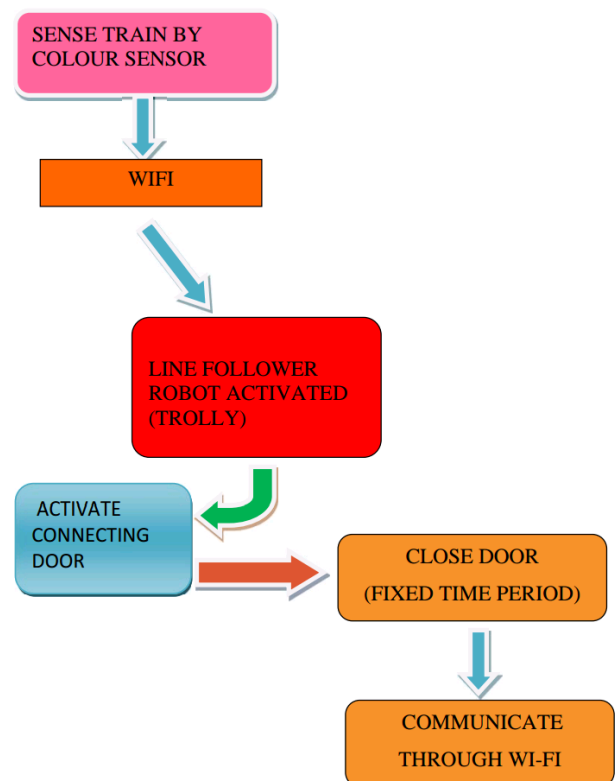 SENSE TRAIN BY
COLOUR SENSOR
WIFI
LINE FOLLOWER
ROBOT ACTIVATED
(TROLLY)
ACTIVATE
CONNECTING
DOOR
CLOSE DOOR
(FIXED TIME PERIOD)
COMMUNICATE
THROUGH WI-FI